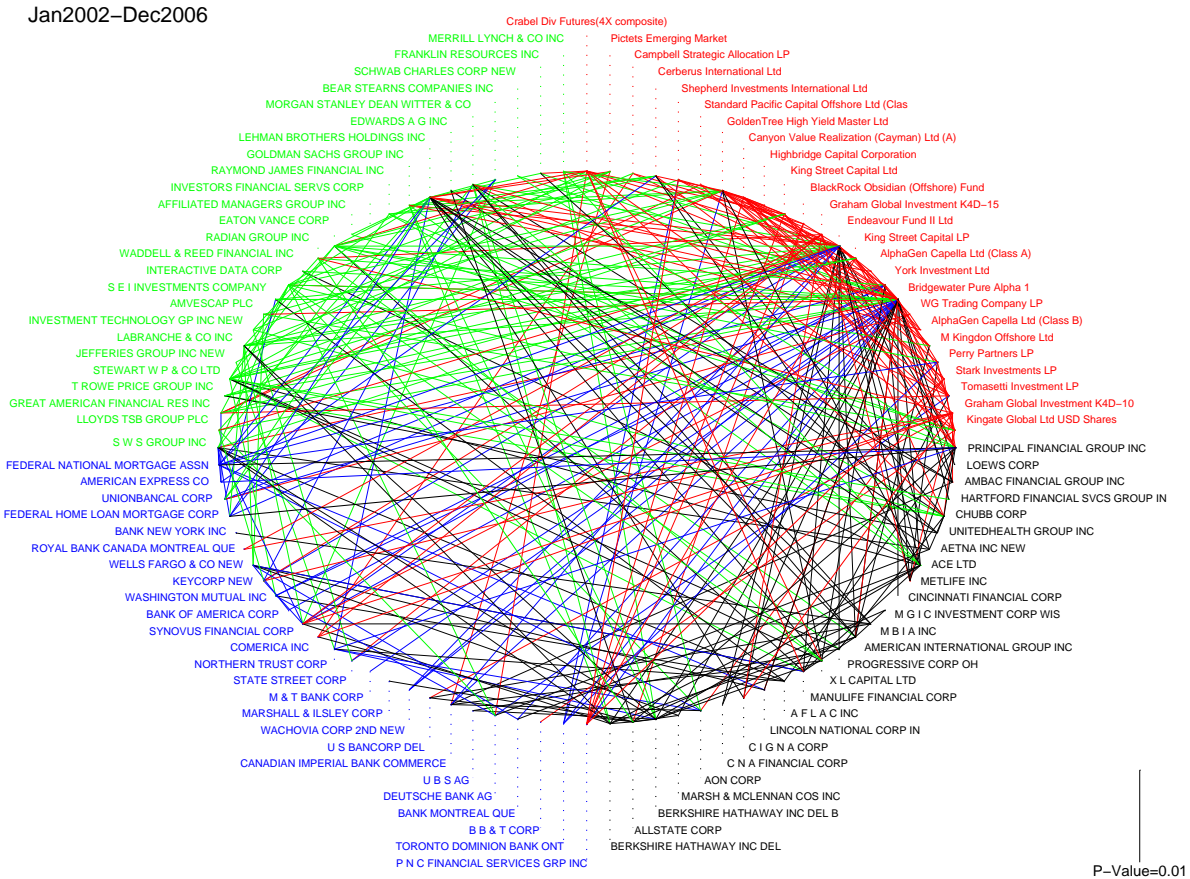 Jan2002–Dec2006
Crabel Div Futures(4X composite)
MERRILL LYNCH & CO INC
FRANKLIN RESOURCES INC
SCHWAB CHARLES CORP NEW
BEAR STEARNS COMPANIES INC
MORGAN STANLEY DEAN WITTER & CO
EDWARDS A G INC
LEHMAN BROTHERS HOLDINGS INC
GOLDMAN SACHS GROUP INC
RAYMOND JAMES FINANCIAL INC
INVESTORS FINANCIAL SERVS CORP
AFFILIATED MANAGERS GROUP INC
EATON VANCE CORP
RADIAN GROUP INC
WADDELL & REED FINANCIAL INC
INTERACTIVE DATA CORP
S E I INVESTMENTS COMPANY
AMVESCAP PLC
INVESTMENT TECHNOLOGY GP INC NEW
LABRANCHE & CO INC
JEFFERIES GROUP INC NEW
STEWART W P & CO LTD
T ROWE PRICE GROUP INC
GREAT AMERICAN FINANCIAL RES INC
LLOYDS TSB GROUP PLC
S W S GROUP INC
Pictets Emerging Market
Campbell Strategic Allocation LP
Cerberus International Ltd
Shepherd Investments International Ltd
Standard Pacific Capital Offshore Ltd (Clas
GoldenTree High Yield Master Ltd
Canyon Value Realization (Cayman) Ltd (A)
Highbridge Capital Corporation
King Street Capital Ltd
BlackRock Obsidian (Offshore) Fund
Graham Global Investment K4D–15
Endeavour Fund II Ltd
King Street Capital LP
AlphaGen Capella Ltd (Class A)
York Investment Ltd
Bridgewater Pure Alpha 1
WG Trading Company LP
AlphaGen Capella Ltd (Class B)
M Kingdon Offshore Ltd
Perry Partners LP
Stark Investments LP
Tomasetti Investment LP
Graham Global Investment K4D–10
Kingate Global Ltd USD Shares
FEDERAL NATIONAL MORTGAGE ASSN
AMERICAN EXPRESS CO
UNIONBANCAL CORP
FEDERAL HOME LOAN MORTGAGE CORP
BANK NEW YORK INC
ROYAL BANK CANADA MONTREAL QUE
WELLS FARGO & CO NEW
KEYCORP NEW
WASHINGTON MUTUAL INC
BANK OF AMERICA CORP
SYNOVUS FINANCIAL CORP
COMERICA INC
NORTHERN TRUST CORP
STATE STREET CORP
M & T BANK CORP
MARSHALL & ILSLEY CORP
WACHOVIA CORP 2ND NEW
U S BANCORP DEL
CANADIAN IMPERIAL BANK COMMERCE
U B S AG
DEUTSCHE BANK AG
BANK MONTREAL QUE
B B & T CORP
TORONTO DOMINION BANK ONT
P N C FINANCIAL SERVICES GRP INC
PRINCIPAL FINANCIAL GROUP INC
LOEWS CORP
AMBAC FINANCIAL GROUP INC
HARTFORD FINANCIAL SVCS GROUP IN
CHUBB CORP
UNITEDHEALTH GROUP INC
AETNA INC NEW
ACE LTD
METLIFE INC
CINCINNATI FINANCIAL CORP
M G I C INVESTMENT CORP WIS
M B I A INC
AMERICAN INTERNATIONAL GROUP INC
PROGRESSIVE CORP OH
X L CAPITAL LTD
MANULIFE FINANCIAL CORP
A F L A C INC
LINCOLN NATIONAL CORP IN
C I G N A CORP
C N A FINANCIAL CORP
AON CORP
MARSH & MCLENNAN COS INC
BERKSHIRE HATHAWAY INC DEL B
ALLSTATE CORP
BERKSHIRE HATHAWAY INC DEL
P–Value=0.01